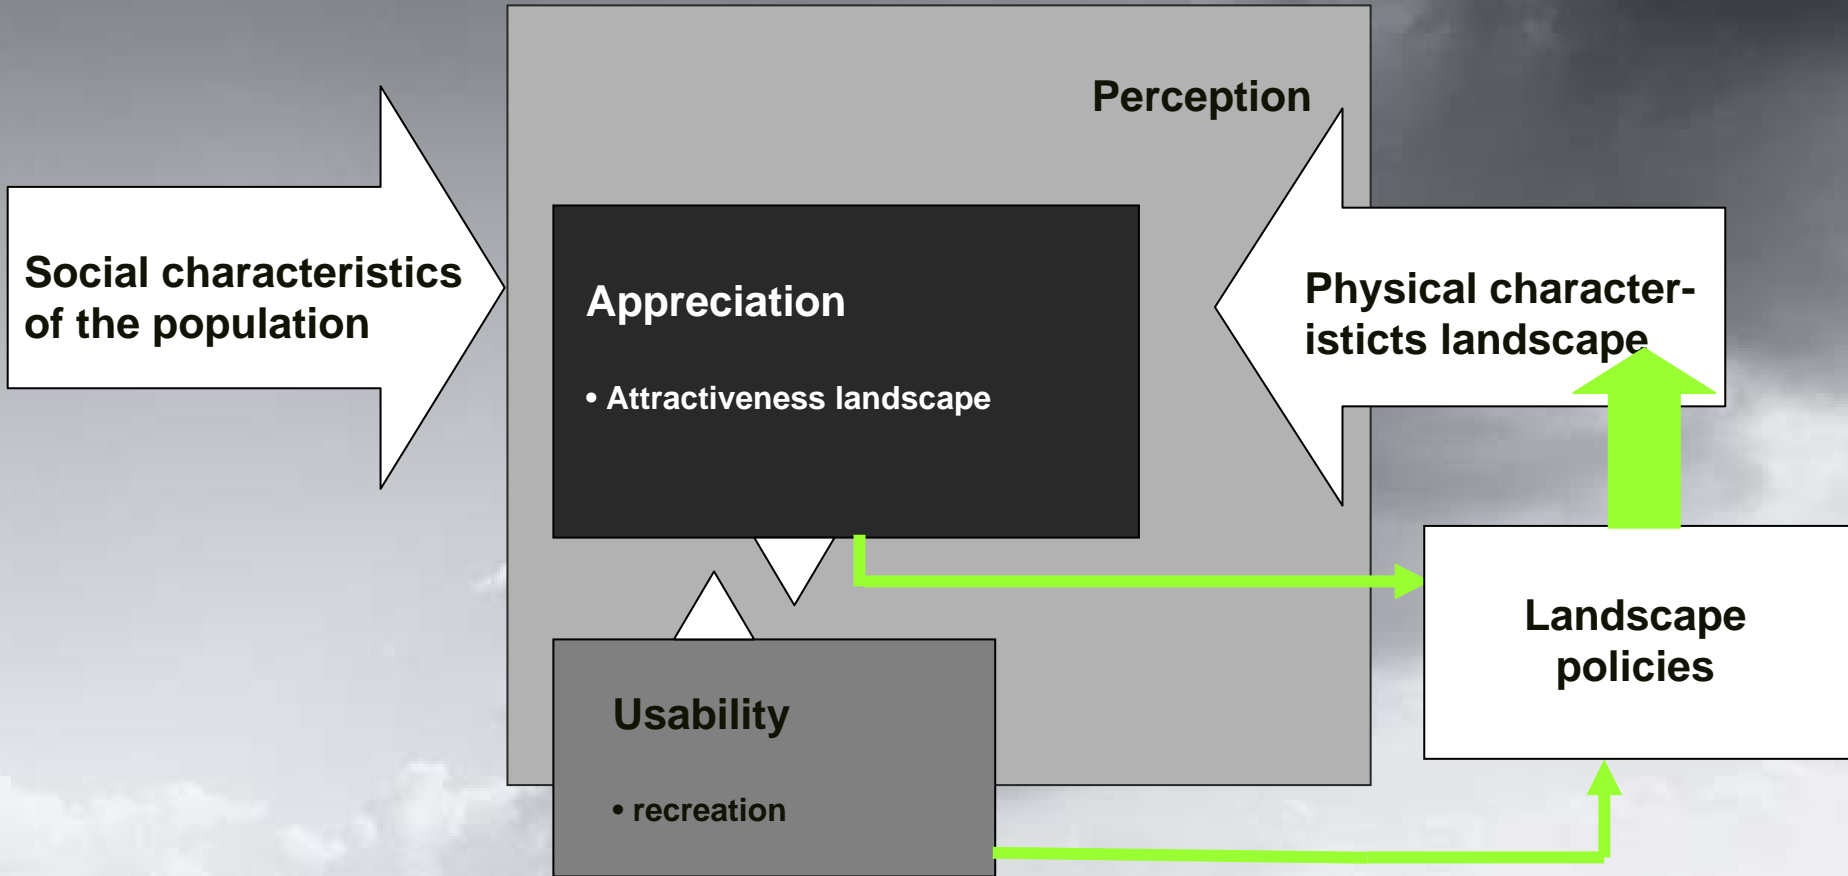 Perception
Social characteristics
of the population
Appreciation
• Attractiveness landscape
Physical character-
isticts landscape
Landscape
policies
Usability
• recreation